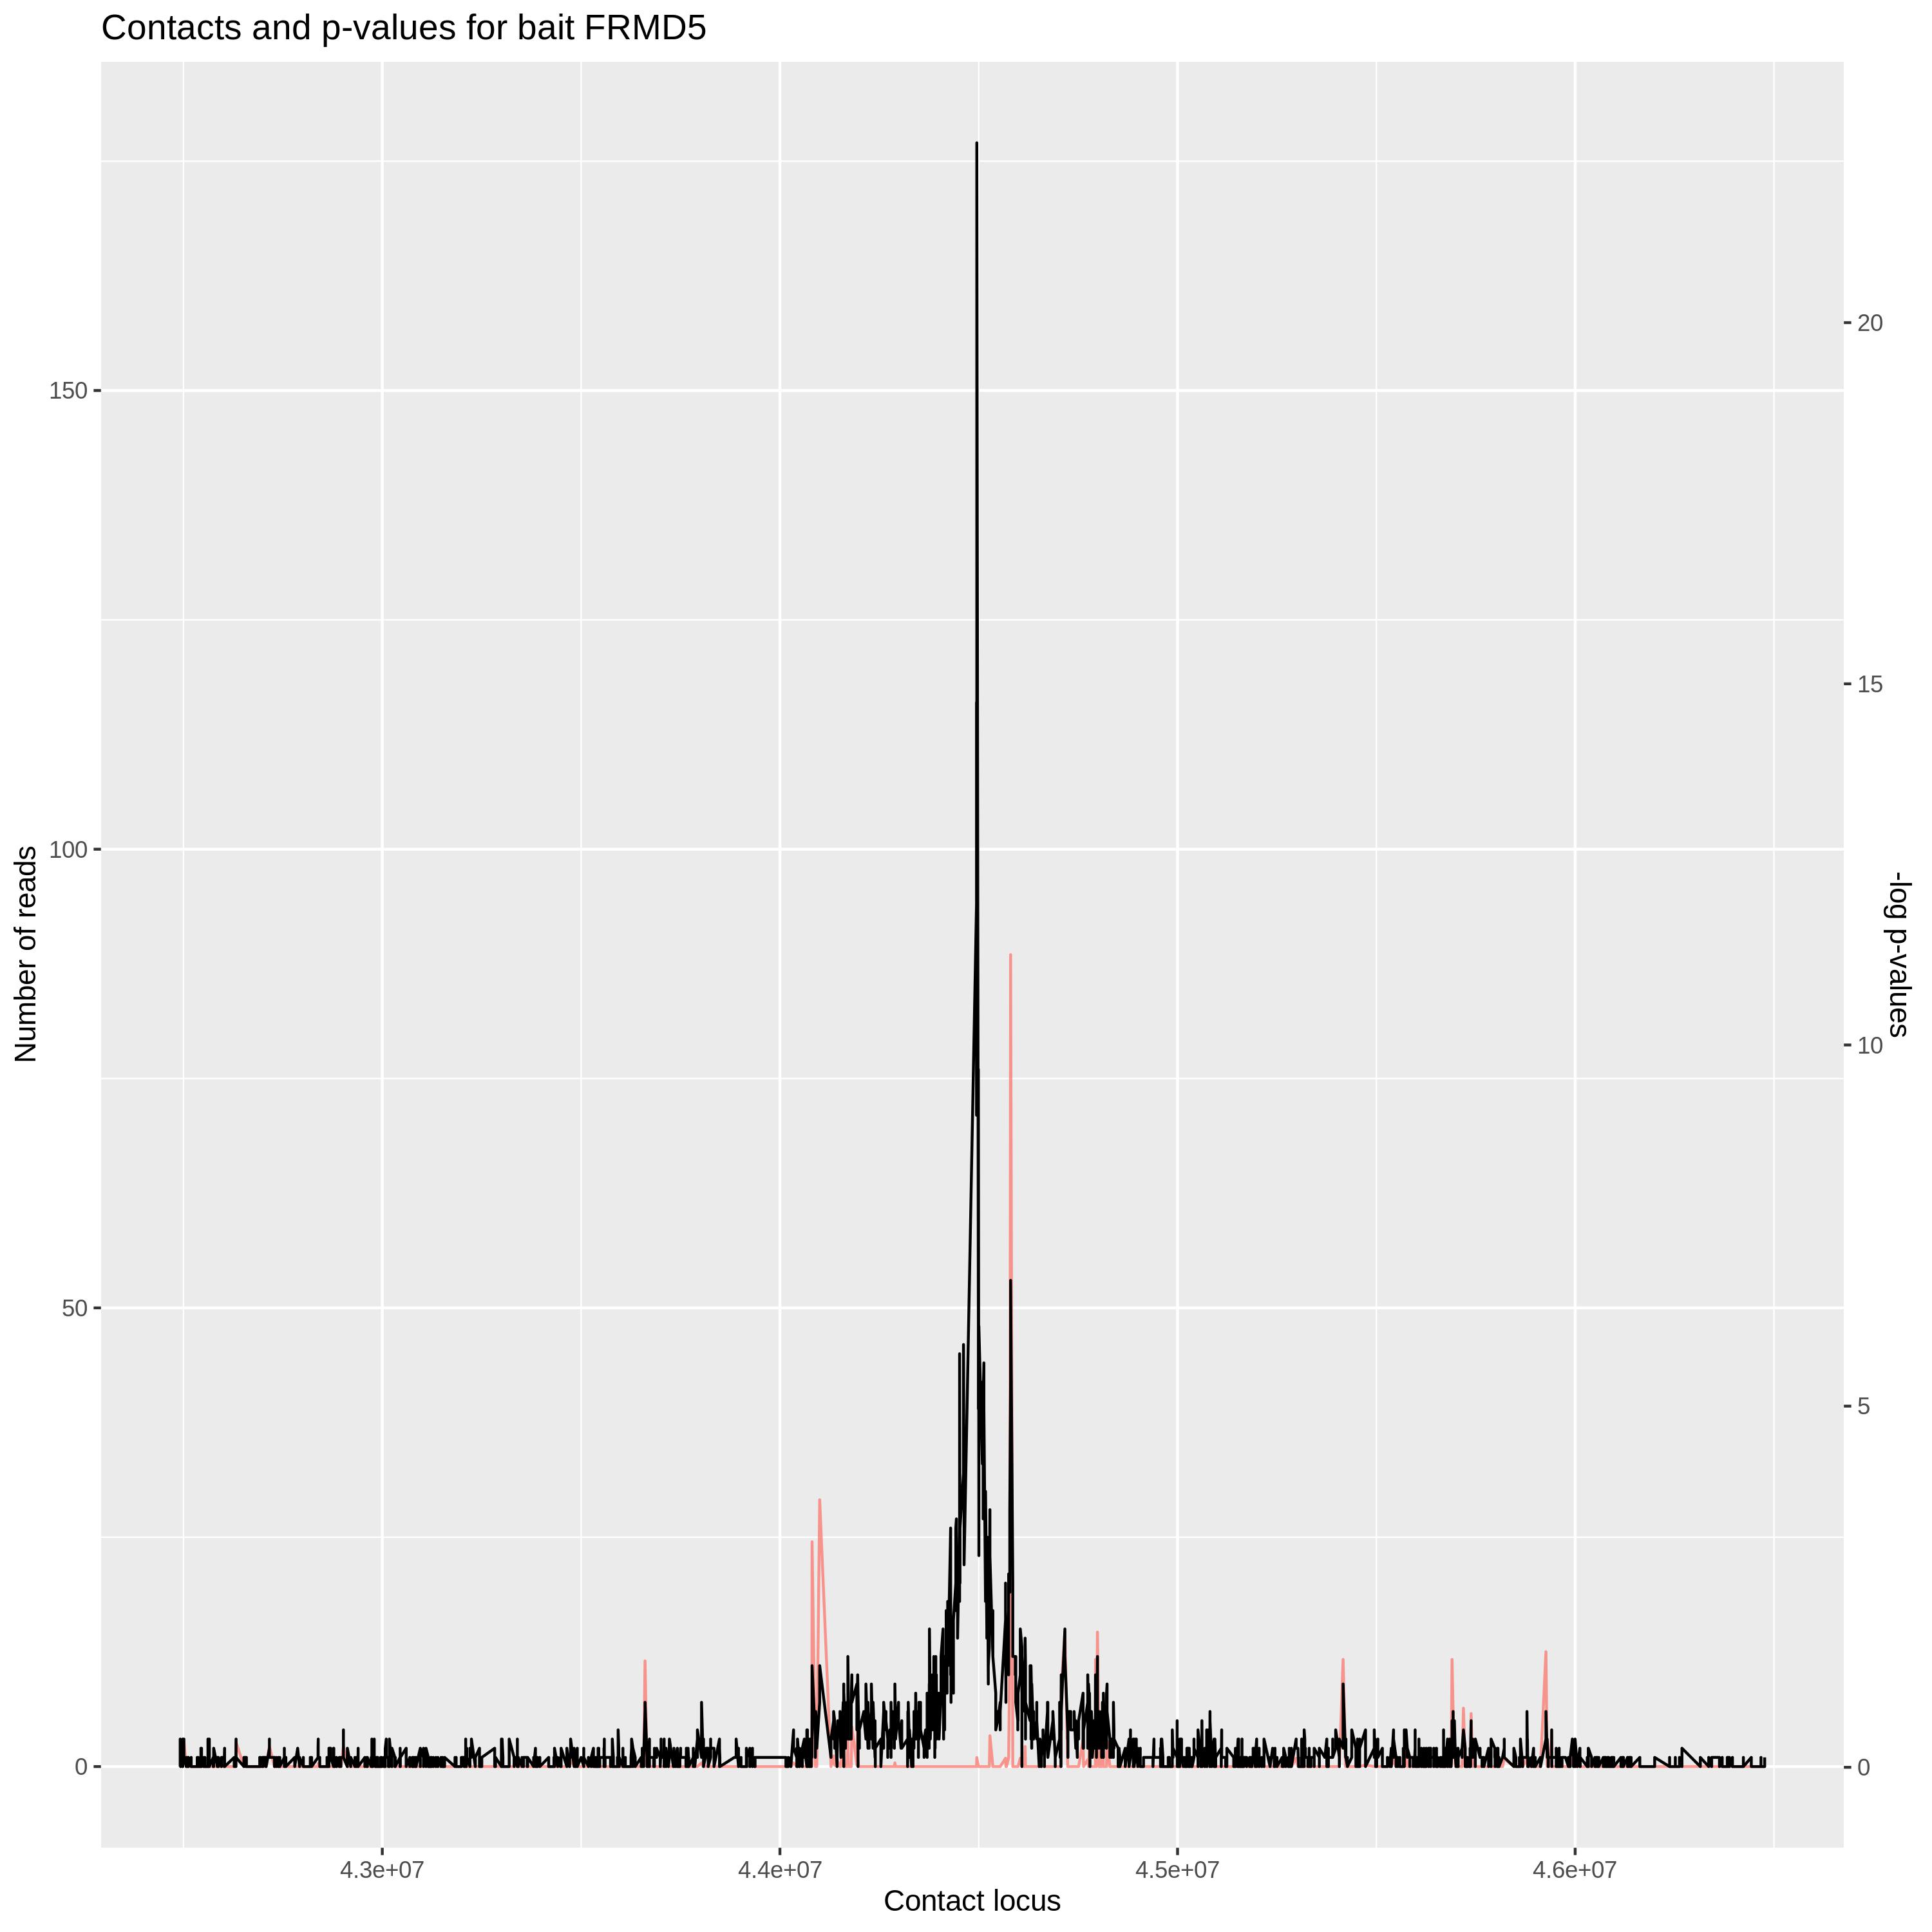 Contacts and p-values for bait FRMD5
Number of reads
150
100
50
0
20
15
10
5
0
-log p-values
4.3e+07
4.4e+07
4.5e+07
4.6e+07
Contact locus